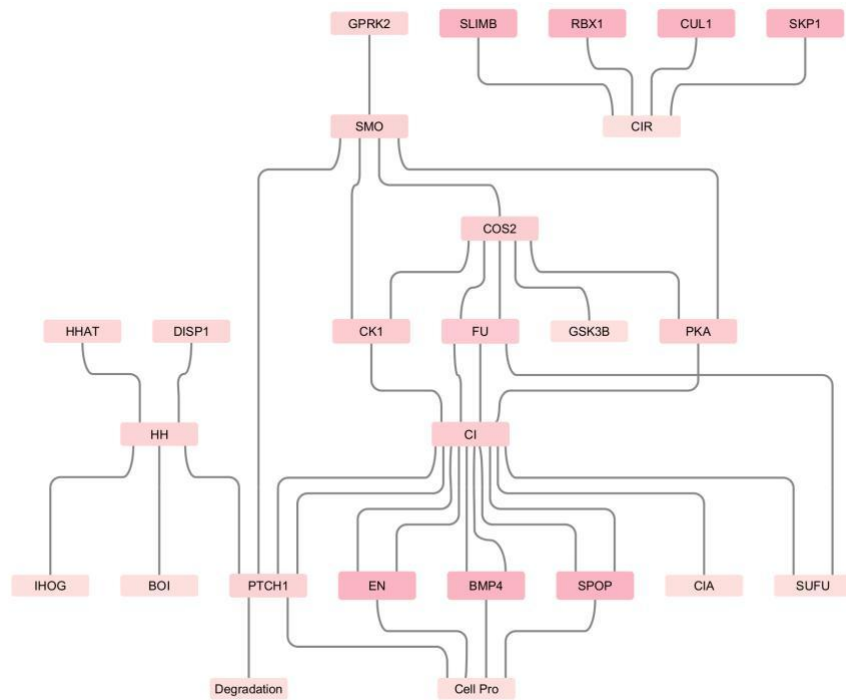 GPRK2 SLIMB RBX1 CUL1 SKP1
SMO CIR
COS2
HHAT DISP1 CK1 FU GSK3B PKA
HH CI
IHOG BOI PTCH1 EN BMP4 SPOP CIA SUFU
Degradation Cell Pro